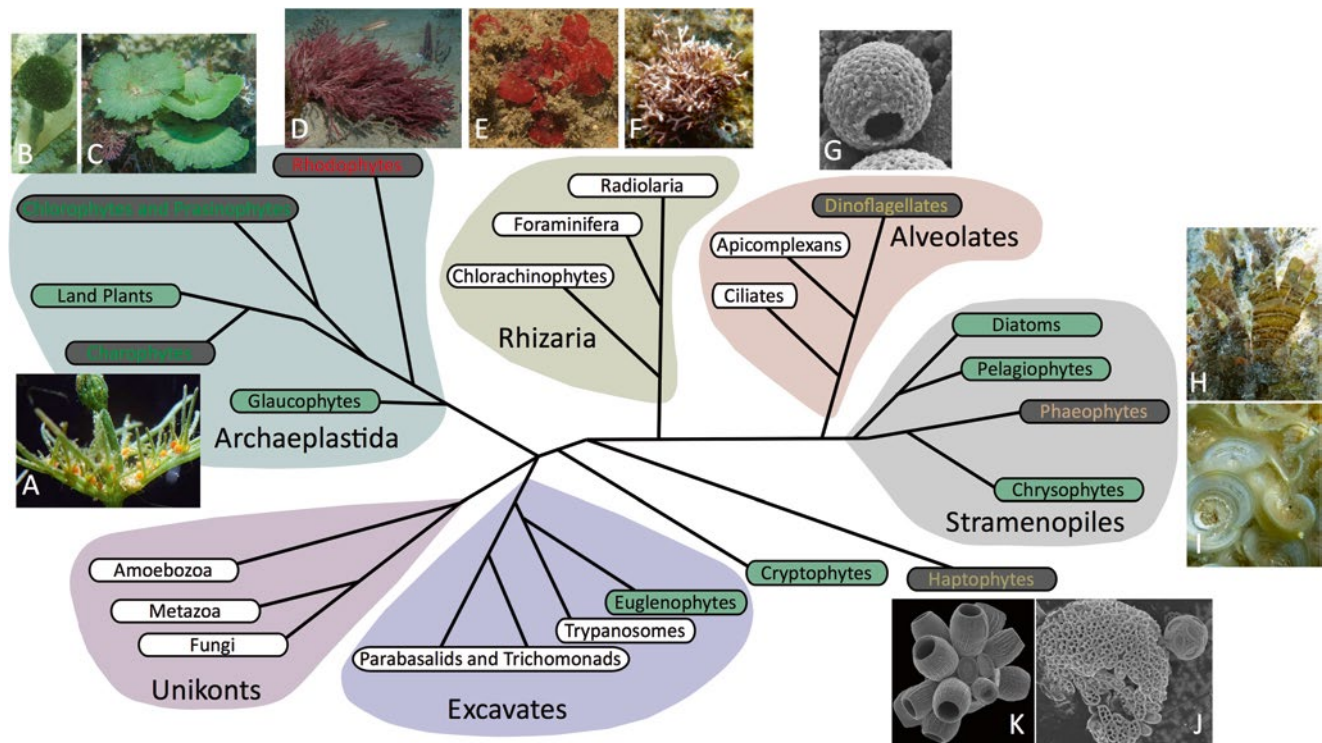 B
C
D
E
F
G
Rhodophytes
Radiolaria
Dinoflagellates
Chlorophytes and Prasinophytes
Foraminifera
Alveolates
Apicomplexans
Chlorachinophytes
Land Plants
Ciliates
Rhizaria
Diatoms
Charophytes
Pelagiophytes
H
Glaucophytes
Phaeophytes
Archaeplastida
A
Chrysophytes
Stramenopiles
I
Amoebozoa
Cryptophytes
Haptophytes
Metazoa
Euglenophytes
Fungi
Trypanosomes
Parabasalids and Trichomonads
Unikonts
Excavates
K
J